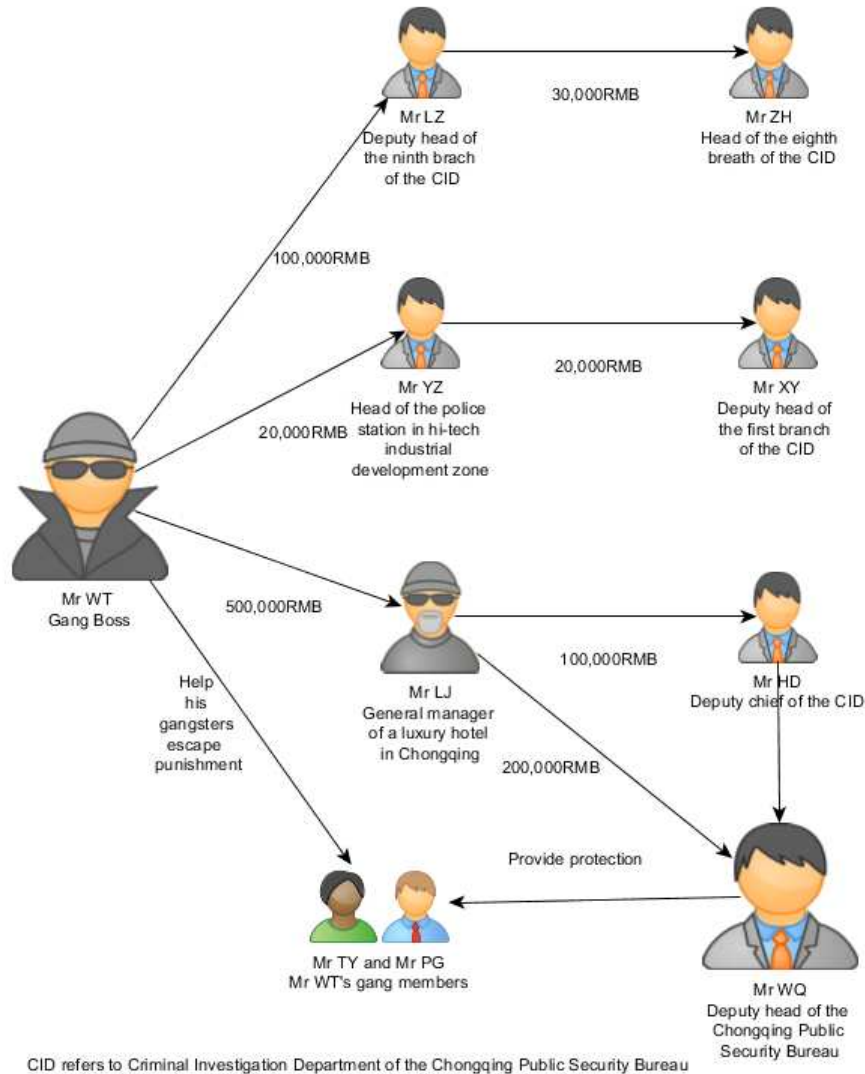 Mr LZ
Deputy head of
the ninth brach
of the CID
30,000RMB
Mr ZH
Head of the eighth
breath of the CID
100,000RMB
Mr YZ
Head of the police
station in hi-tech
industrial
development zone
20,000RMB
Mr XY
Deputy head of
the first branch
of the CID
20,000RMB
Mr WT
Gang Boss
500,000RMB
Mr LJ
General manager
of a luxury hotel
in Chongqing
100,000RMB
Mr HD
Deputy chief of the CID
Help
his
gangsters
escape
punishment
200,000RMB
Provide protection
Mr TY and Mr PG
Mr WT's gang members
Mr WQ
Deputy head of the
Chongqing Public
Security Bureau
CID refers to Criminal Investigation Department of the Chongqing Public Security Bureau